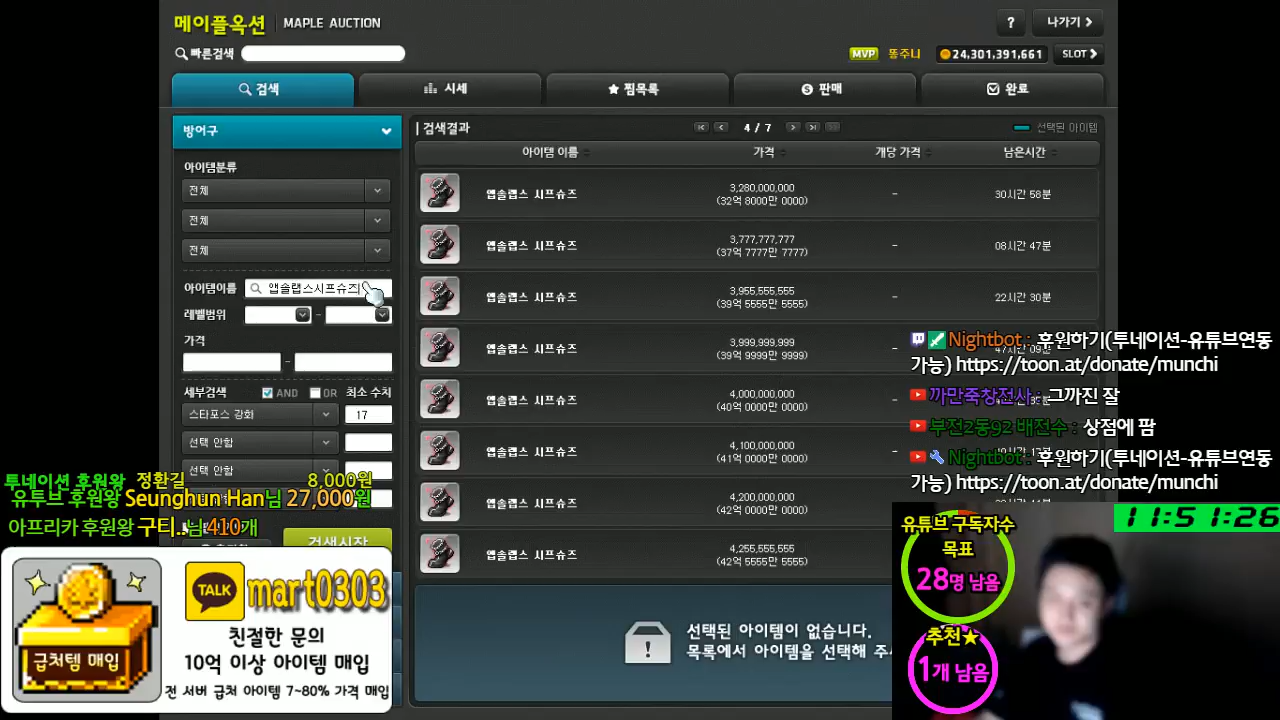 메이플옥션
MAPLE AUCTION
?
나가기
빠른검색
MVP
똥주니
24,301,391,661
SLOT
검색
시세
찜목록
판매
완료
방어구
아이템분류
전체
전체
전체
아이템이름
앱솔랩스시프슈즈
레벨범위
-
가격
-
세부검색
AND
OR
최소 수치
스타포스 강화
17
선택 안함
선택 안함
검색시작
검색결과
4 / 7
선택된 아이템
아이템 이름
가격
개당 가격
남은시간
앱솔랩스 시프슈즈
3,280,000,000
(32억 8000만 0000)
-
30시간 58분
앱솔랩스 시프슈즈
3,777,777,777
(37억 7777만 7777)
-
08시간 47분
앱솔랩스 시프슈즈
3,955,555,555
(39억 5555만 5555)
-
22시간 30분
앱솔랩스 시프슈즈
3,999,999,999
(39억 9999만 9999)
-
앱솔랩스 시프슈즈
4,000,000,000
(40억 0000만 0000)
-
앱솔랩스 시프슈즈
4,100,000,000
(41억 0000만 0000)
-
앱솔랩스 시프슈즈
4,200,000,000
(42억 0000만 0000)
-
앱솔랩스 시프슈즈
4,255,555,555
(42억 5555만 5555)
선택된 아이템이 없습니다.
목록에서 아이템을 선택해 주
Nightbot : 후원하기(투네이션-유튜브연동
가능) https://toon.at/donate/munchi
까만죽창전사 : 그까진 잘
부전2동92 배전수 : 상점에 팜
Nightbot : 후원하기(투네이션-유튜브연동
가능) https://toon.at/donate/munchi
투네이션 후원왕 정환길 8,000원
유투브 후원왕 Seunghun Han님 27,000원
아프리카 후원왕 구티..님 410개
급처템 매입
TALK
mart0303
친절한 문의
10억 이상 아이템 매입
전 서버 급처 아이템 7~80% 가격 매입
유튜브 구독자수
목표
28명 남음
추천★
1개 남음
11:51:26